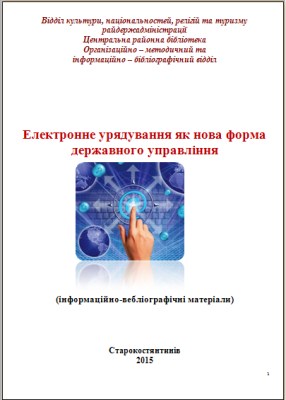 Відділ культури, національностей, релігій та туризму
райдержадміністрації
Центральна районна бібліотека
Організаційно – методичний та
інформаційно – бібліографічний відділ
Електронне урядування як нова форма
державного управління
(інформаційно-вебліографічні матеріали)
Старокостянтинів
2015
1